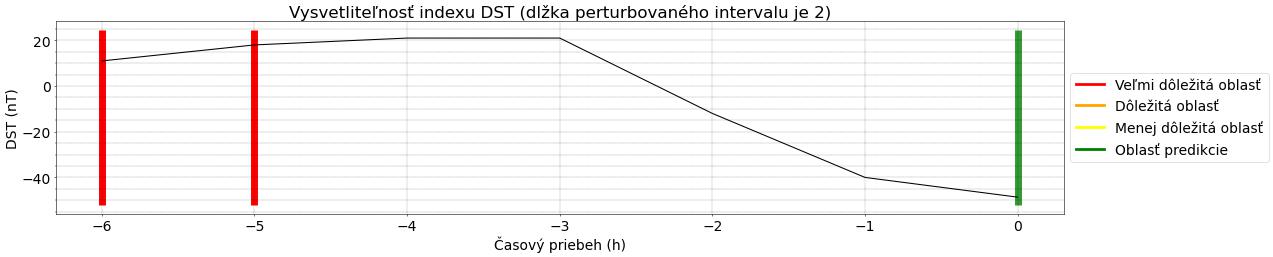 Vysvetliteľnosť indexu DST (dĺžka perturbovaného intervalu je 2)
DST (nT)
20
0
−20
−40
−6
−5
−4
−3
−2
−1
0
Časový priebeh (h)
Veľmi dôležitá oblasť
Dôležitá oblasť
Menej dôležitá oblasť
Oblasť predikcie